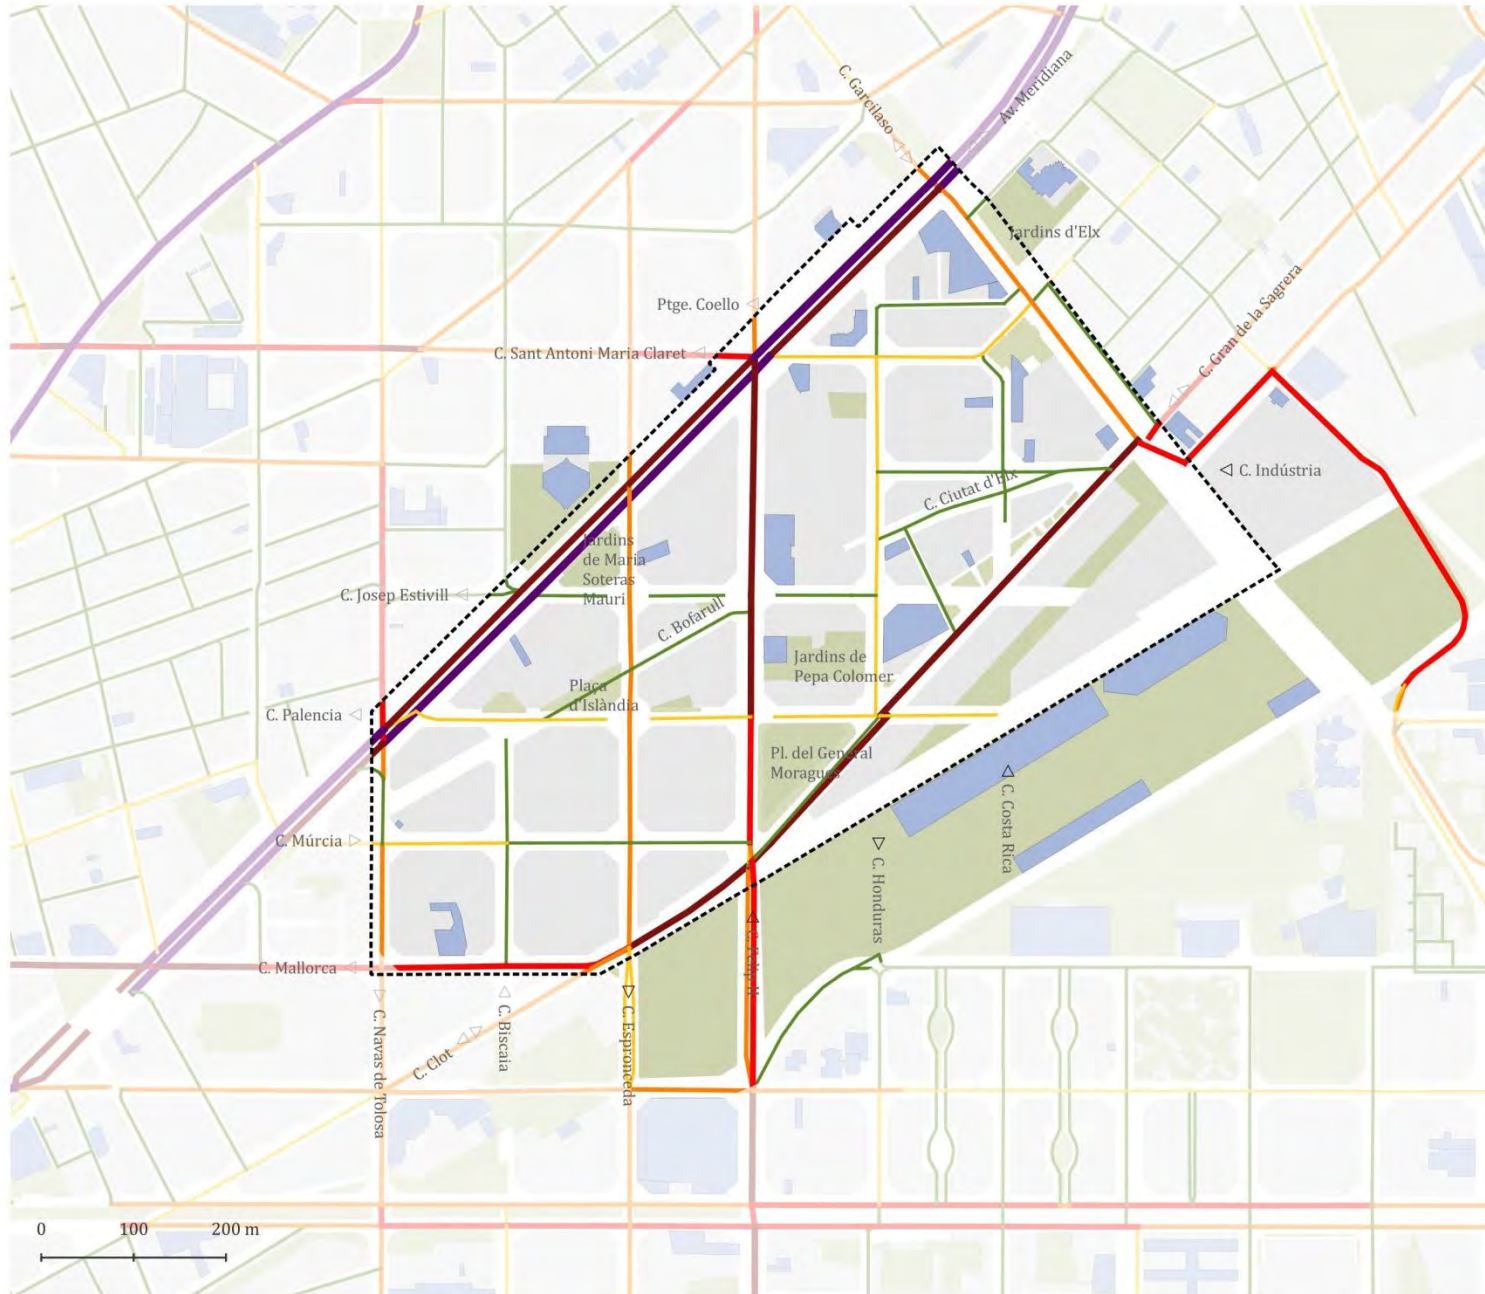 C. Garcilaso
Av. Meridiana
Jardins d'Elx
C. Gran de la Sagrera
Ptge. Coello
C. Sant Antoni Maria Claret
C. Indústria
C. Ciutat d'Elx
Jardins
de Maria
Soteras
Mauri
C. Josep Estivill
C. Bofarull
Jardins de
Pepa Colomer
Plaça
d'Islàndia
C. Palencia
Pl. del General
Moragues
C. Costa Rica
C. Múrcia
C. Honduras
C. Felip II
C. Mallorca
C. Navas de Tolosa
C. Biscaia
C. Espronceda
C. Clot
0 100 200 m